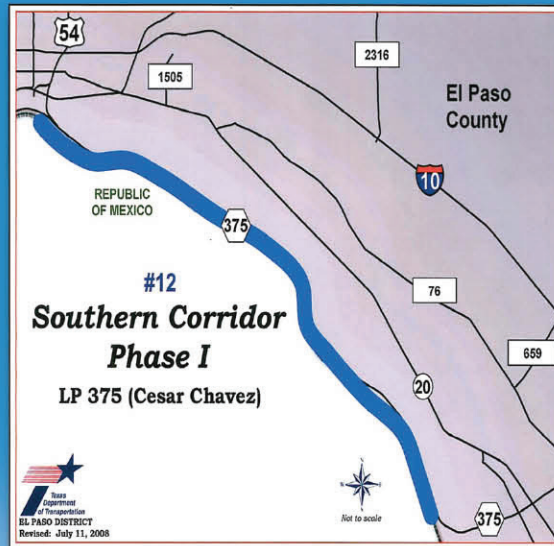 54
2316
1505
El Paso
County
10
REPUBLIC
OF MEXICO
375
#12
Southern Corridor
Phase I
LP 375 (Cesar Chavez)
76
659
20
Texas
Department
of Transportation
EL PASO DISTRICT
Revised: July 11, 2008
N
Not to scale
375